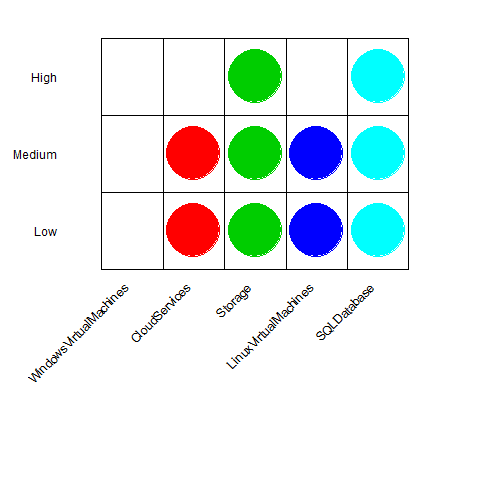 High
Medium
Low
WindowsVirtualMachines
CloudServices
Storage
LinuxVirtualMachines
SQLDatabase